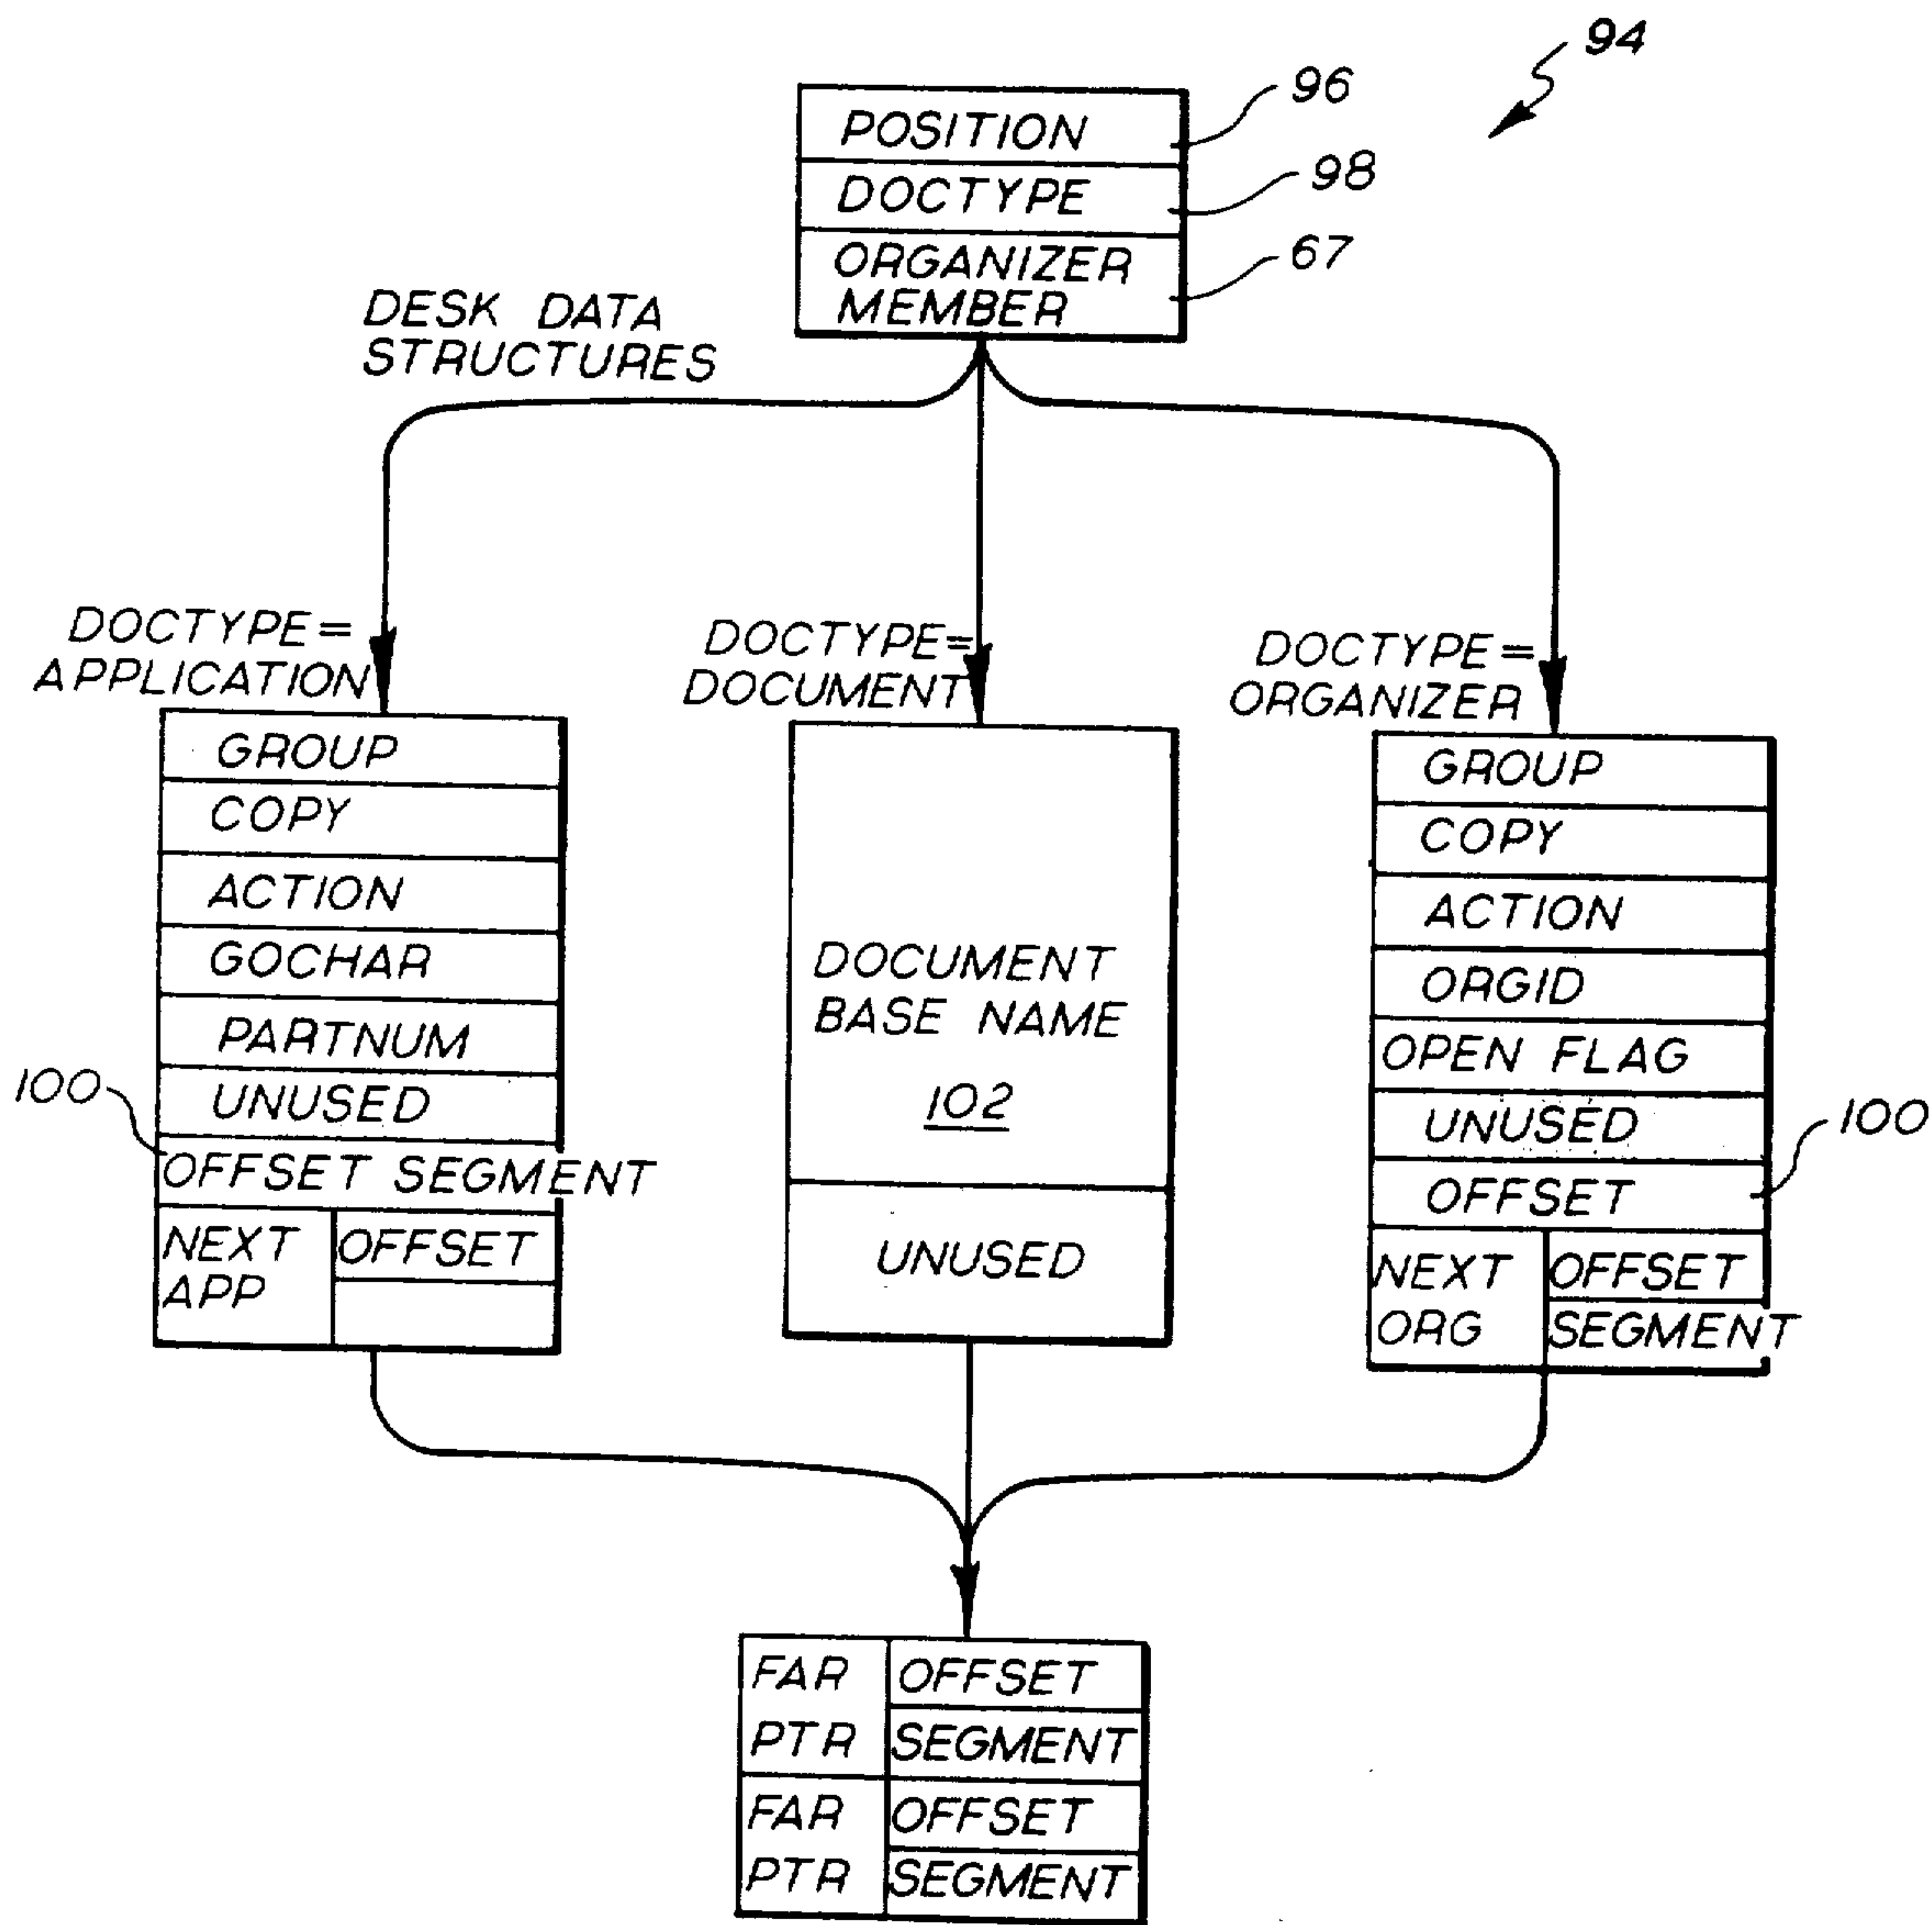 94
POSITION
96
DOCTYPE
98
ORGANIZER
MEMBER
67
DESK DATA
STRUCTURES
DOCTYPE=
APPLICATION
GROUP
COPY
ACTION
GOCHAR
PARTNUM
UNUSED
100
OFFSET SEGMENT
NEXT
APP
OFFSET
DOCTYPE=
DOCUMENT
DOCUMENT
BASE NAME
102
UNUSED
DOCTYPE=
ORGANIZER
GROUP
COPY
ACTION
ORGID
OPEN FLAG
UNUSED
100
OFFSET
NEXT
ORG
OFFSET
SEGMENT
FAR
PTR
OFFSET
SEGMENT
FAR
PTR
OFFSET
SEGMENT